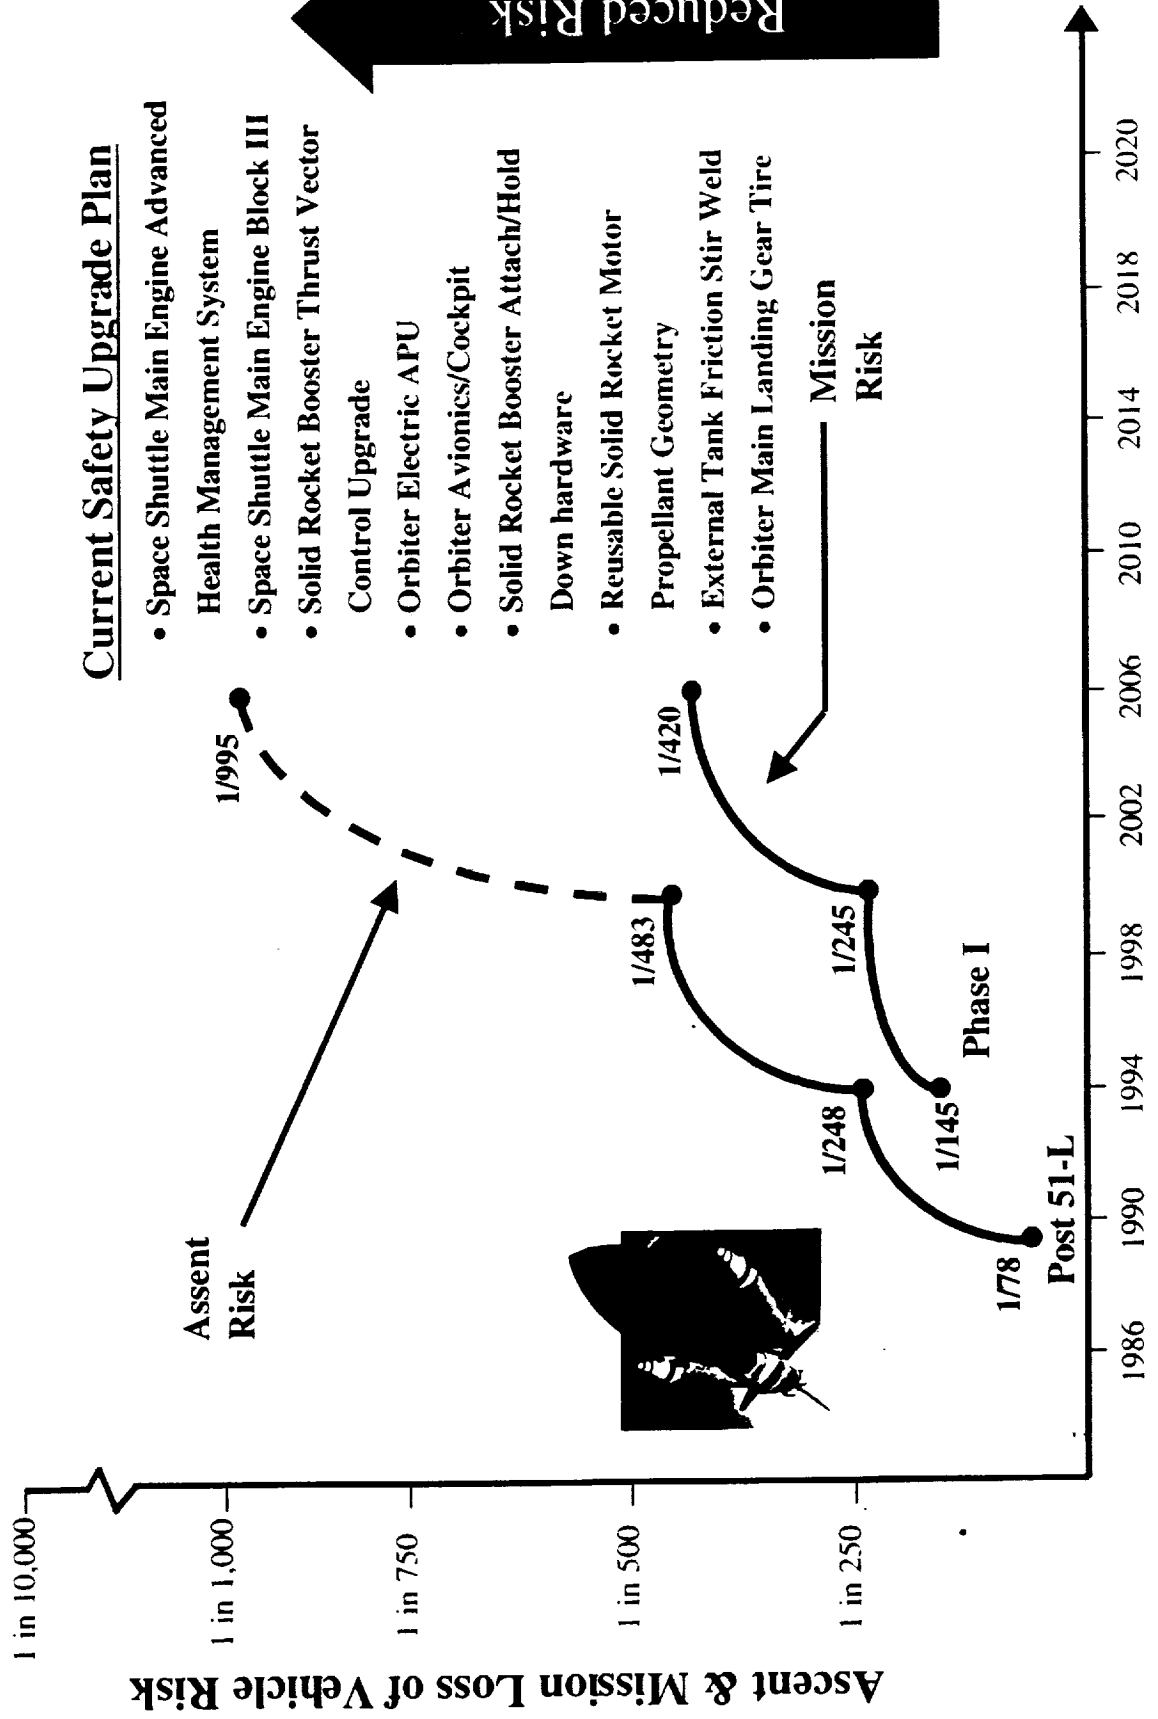 Current Safety Upgrade Plan
• Space Shuttle Main Engine Advanced
Health Management System
• Space Shuttle Main Engine Block III
• Solid Rocket Booster Thrust Vector
Control Upgrade
• Orbiter Electric APU
• Orbiter Avionics/Cockpit
• Solid Rocket Booster Attach/Hold
Down hardware
• Reusable Solid Rocket Motor
Propellant Geometry
• External Tank Friction Stir Weld
• Orbiter Main Landing Gear Tire
Reduced Risk
Ascent & Mission Loss of Vehicle Risk
1 in 10,000
1 in 1,000
1 in 750
1 in 500
1 in 250
Assent
Risk
1/995
1/483
1/248
1/78
Post 51-L
Mission
Risk
1/420
1/245
1/145
Phase I
1986
1990
1994
1998
2002
2006
2010
2014
2018
2020